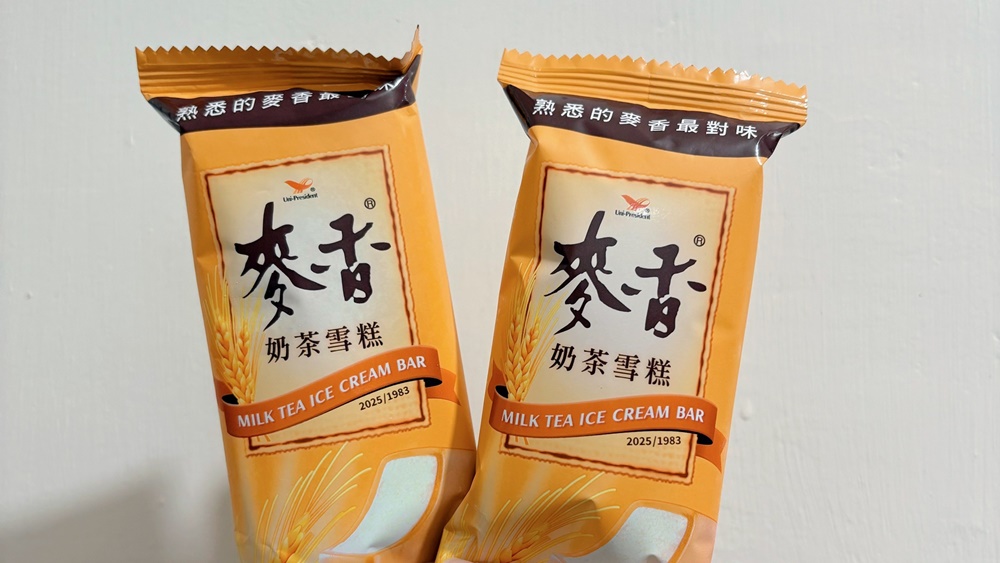 熟悉的麥香最
Uni-President
®
麥香
奶茶雪糕
MILK TEA ICE CREAM BAR
2025/1983
熟悉的麥香最對味
Uni-President
®
麥香
奶茶雪糕
MILK TEA ICE CREAM BAR
2025/1983